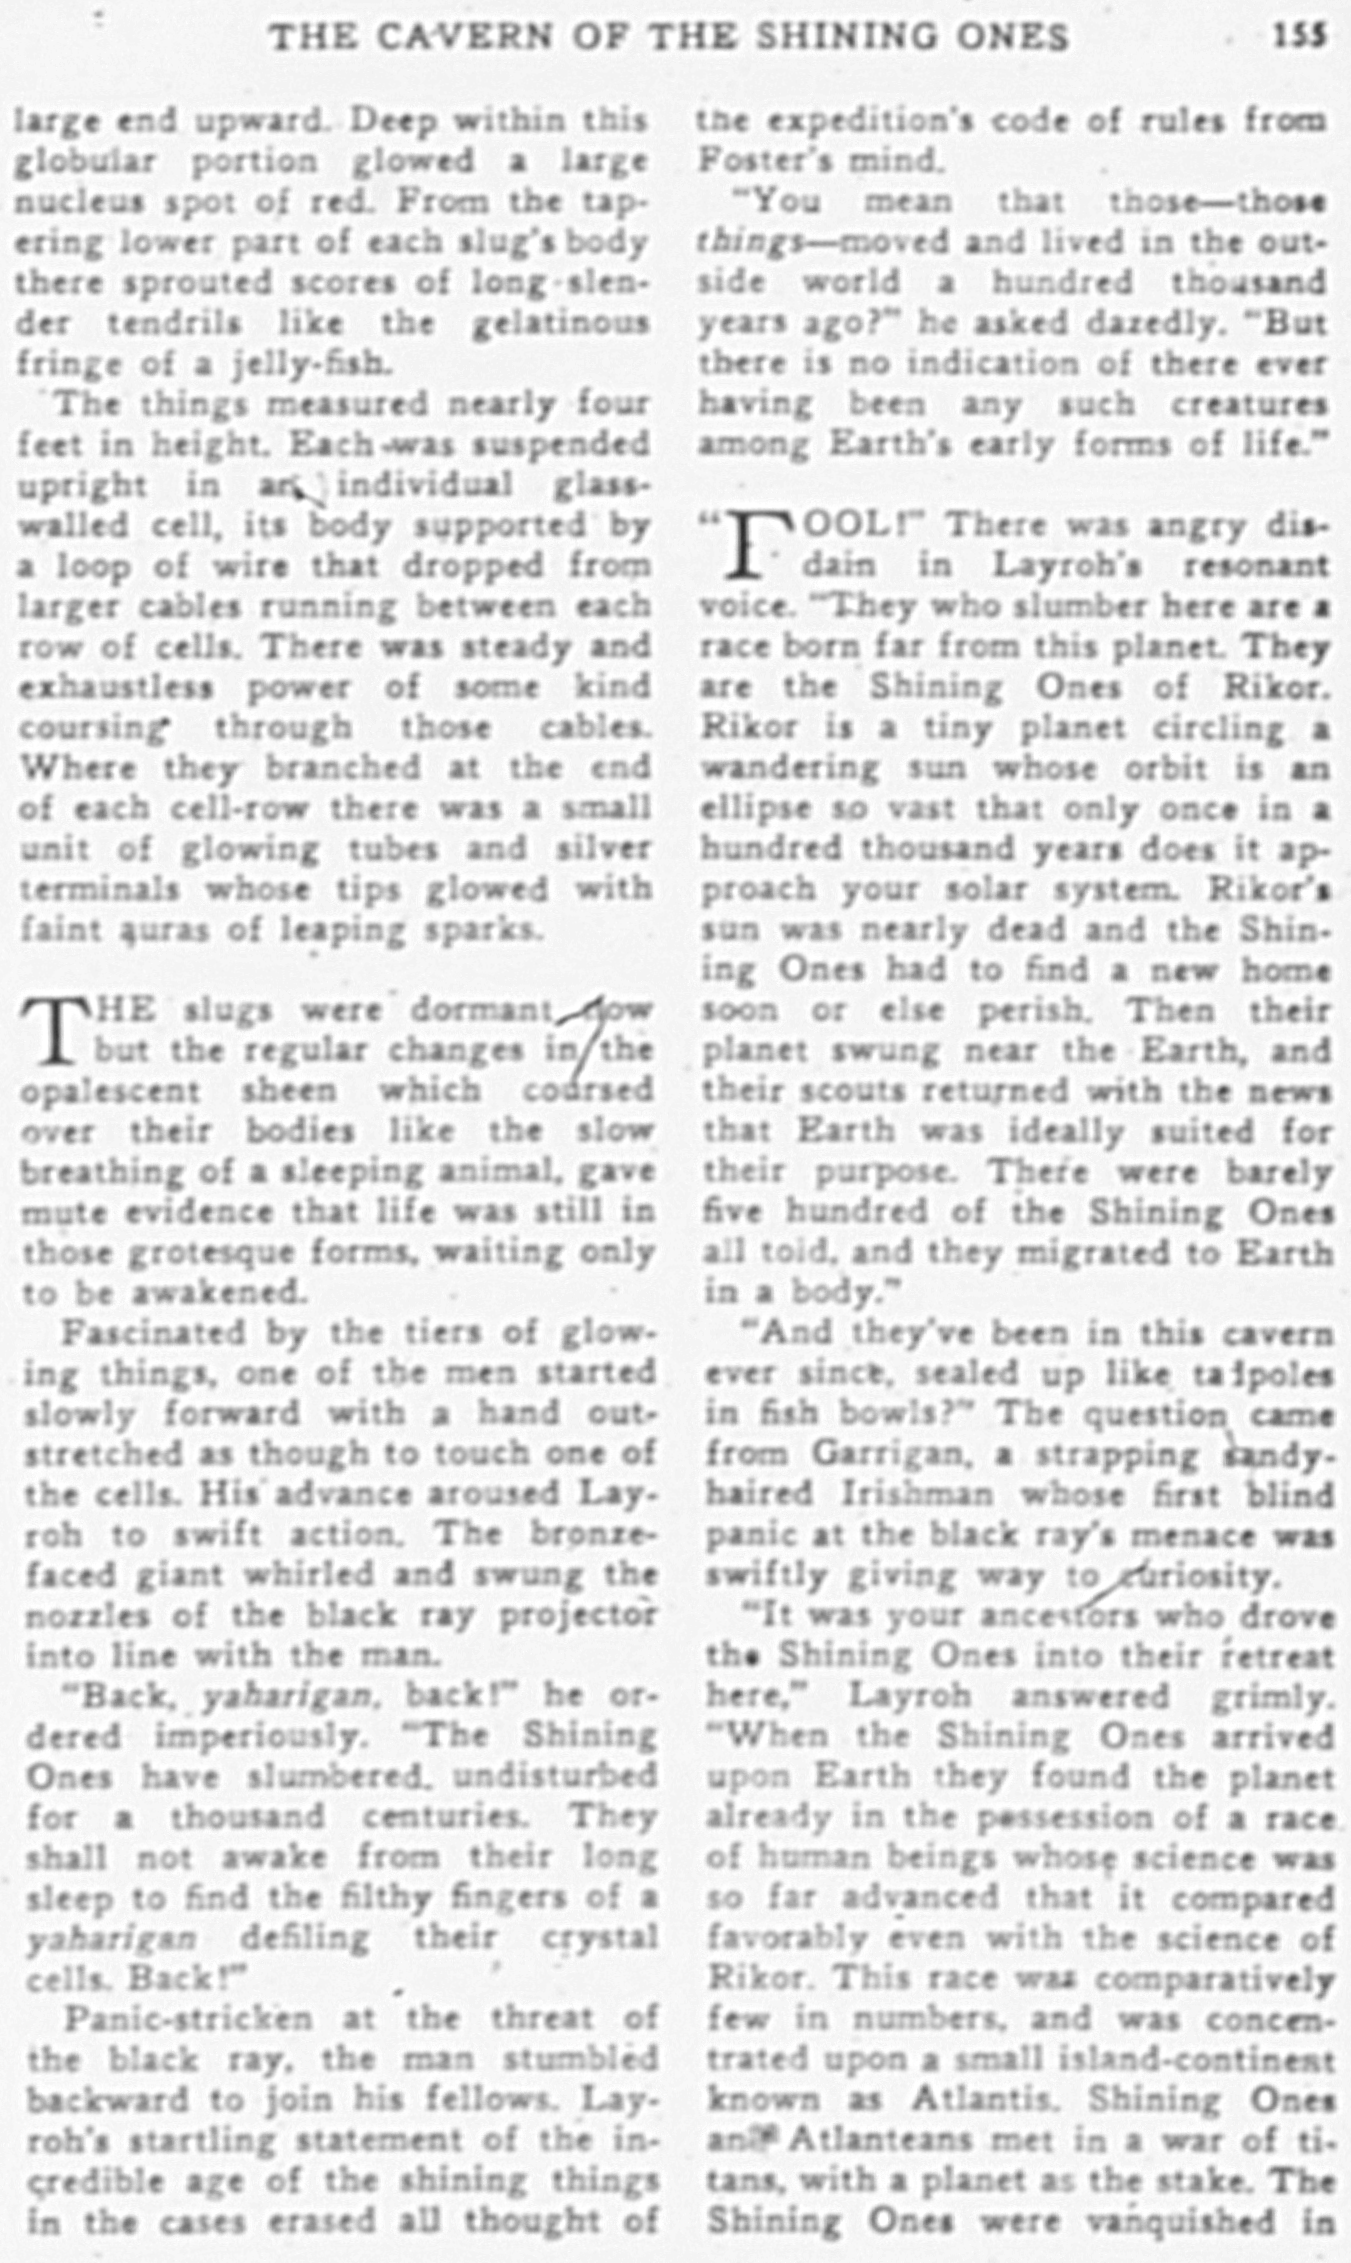 THE CAVERN OF THE SHINING ONES 155
large end upward. Deep within this
globular portion glowed a large
nucleus spot of red. From the tap-
ering lower part of each slug's body
there sprouted scores of long slen-
der tendrils like the gelatinous
fringe of a jelly-fish.
The things measured nearly four
feet in height. Each was suspended
upright in an individual glass-
walled cell, its body supported by
a loop of wire that dropped from
larger cables running between each
row of cells. There was steady and
exhaustless power of some kind
coursing through those cables.
Where they branched at the end
of each cell-row there was a small
unit of glowing tubes and silver
terminals whose tips glowed with
faint auras of leaping sparks.
THE slugs were dormant now
but the regular changes in the
opalescent sheen which coursed
over their bodies like the slow
breathing of a sleeping animal, gave
mute evidence that life was still in
those grotesque forms, waiting only
to be awakened.
Fascinated by the tiers of glow-
ing things, one of the men started
slowly forward with a hand out-
stretched as though to touch one of
the cells. His advance aroused Lay-
roh to swift action. The bronze-
faced giant whirled and swung the
nozzles of the black ray projector
into line with the man.
"Back, yaharigan, back!" he or-
dered imperiously. "The Shining
Ones have slumbered undisturbed
for a thousand centuries. They
shall not awake from their long
sleep to find the filthy fingers of a
yaharigan defiling their crystal
cells. Back!"
Panic-stricken at the threat of
the black ray, the man stumbled
backward to join his fellows. Lay-
roh's startling statement of the in-
credible age of the shining things
in the cases erased all thought of
the expedition's code of rules from
Foster's mind.
"You mean that those—those
things—moved and lived in the out-
side world a hundred thousand
years ago?" he asked dazedly. "But
there is no indication of there ever
having been any such creatures
among Earth's early forms of life."
"FOOL!" There was angry dis-
dain in Layroh's resonant
voice. "They who slumber here are a
race born far from this planet. They
are the Shining Ones of Rikor.
Rikor is a tiny planet circling a
wandering sun whose orbit is an
ellipse so vast that only once in a
hundred thousand years does it ap-
proach your solar system. Rikor's
sun was nearly dead and the Shin-
ing Ones had to find a new home
soon or else perish. Then their
planet swung near the Earth, and
their scouts returned with the news
that Earth was ideally suited for
their purpose. There were barely
five hundred of the Shining Ones
all told, and they migrated to Earth
in a body."
"And they've been in this cavern
ever since, sealed up like tadpoles
in fish bowls?" The question came
from Garrigan, a strapping sandy-
haired Irishman whose first blind
panic at the black ray's menace was
swiftly giving way to curiosity.
"It was your ancestors who drove
the Shining Ones into their retreat
here," Layroh answered grimly.
"When the Shining Ones arrived
upon Earth they found the planet
already in the possession of a race
of human beings whose science was
so far advanced that it compared
favorably even with the science of
Rikor. This race was comparatively
few in numbers, and was concen-
trated upon a small island-continent
known as Atlantis. Shining Ones
and Atlanteans met in a war of ti-
tans, with a planet as the stake. The
Shining Ones were vanquished in